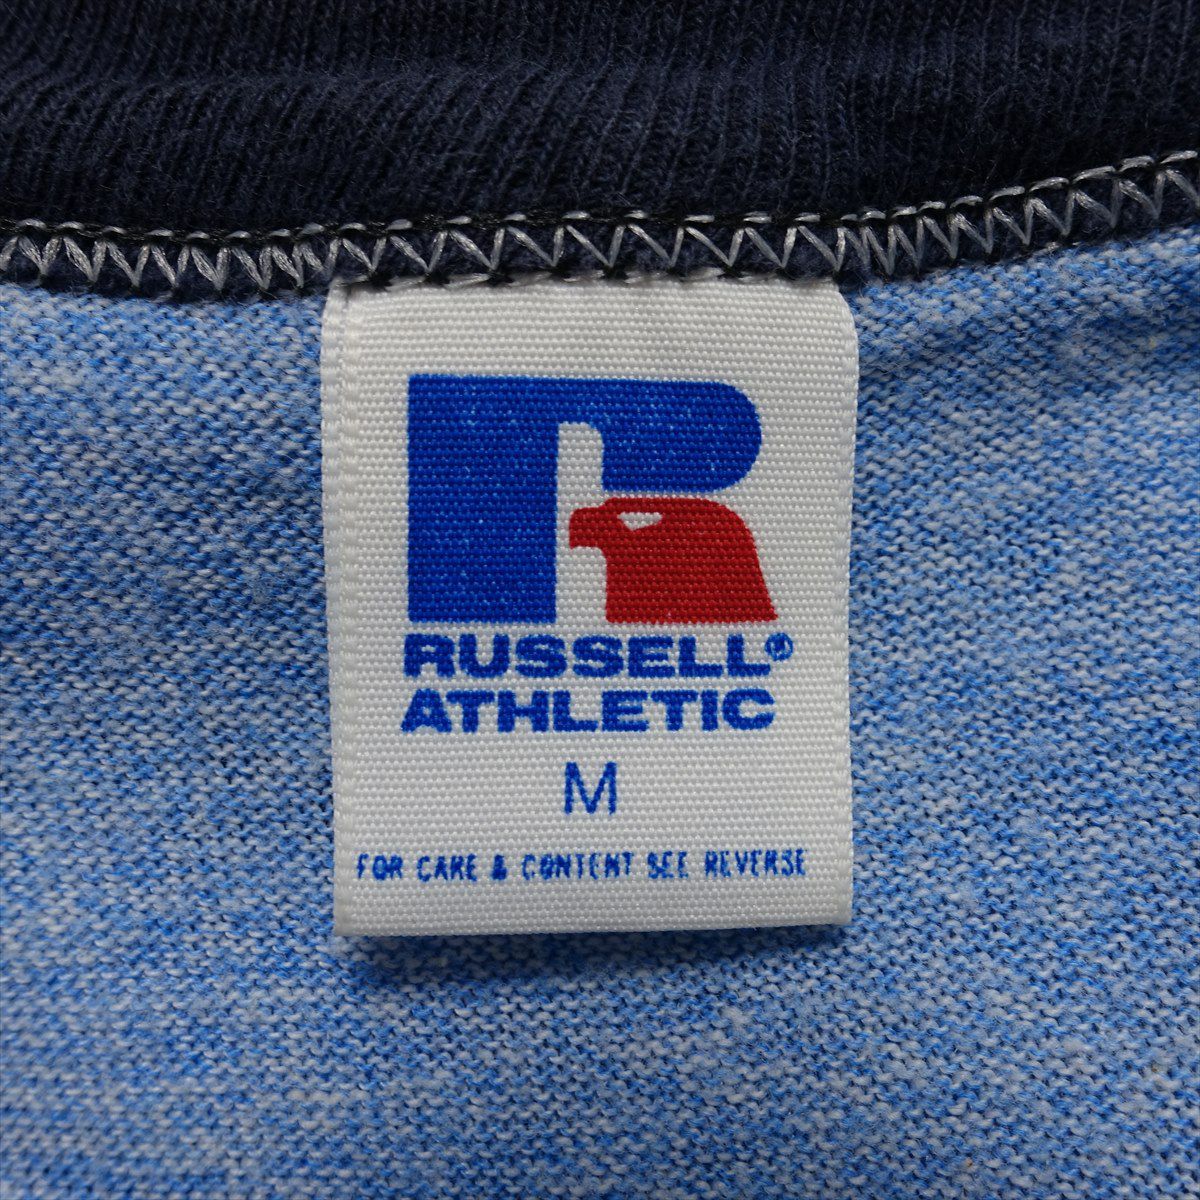 R
RUSSELL®
ATHLETIC
M
FOR CARE & CONTENT SEE REVERSE